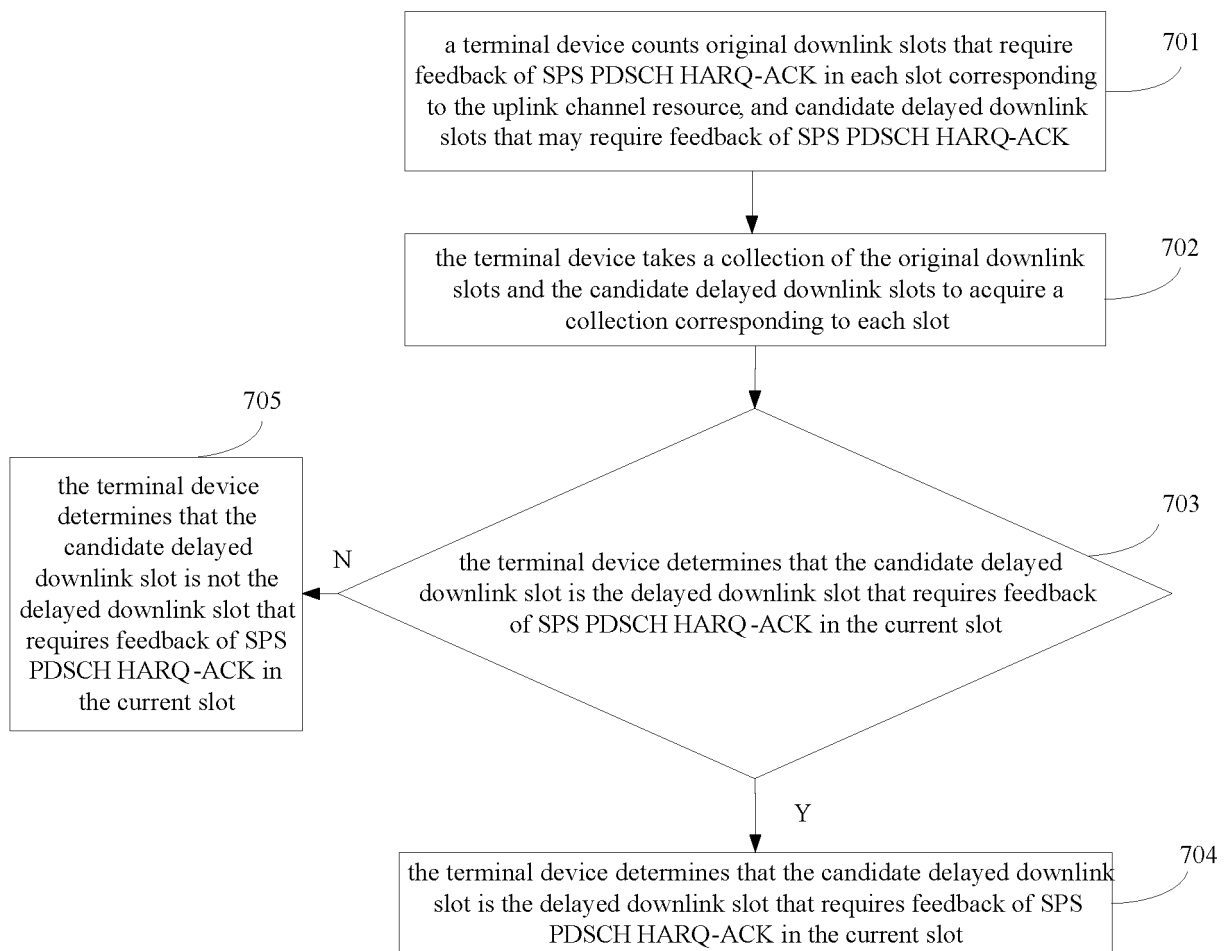 a terminal device counts original downlink slots that require
feedback of SPS PDSCH HARQ-ACK in each slot corresponding
to the uplink channel resource, and candidate delayed downlink
slots that may require feedback of SPS PDSCH HARQ-ACK
701
the terminal device takes a collection of the original downlink
slots and the candidate delayed downlink slots to acquire a
collection corresponding to each slot
702
705
the terminal device
determines that the
candidate delayed
downlink slot is not the
delayed downlink slot that
requires feedback of SPS
PDSCH HARQ-ACK in
the current slot
N
703
the terminal device determines that the candidate delayed
downlink slot is the delayed downlink slot that requires feedback
of SPS PDSCH HARQ-ACK in the current slot
Y
704
the terminal device determines that the candidate delayed downlink
slot is the delayed downlink slot that requires feedback of SPS
PDSCH HARQ-ACK in the current slot